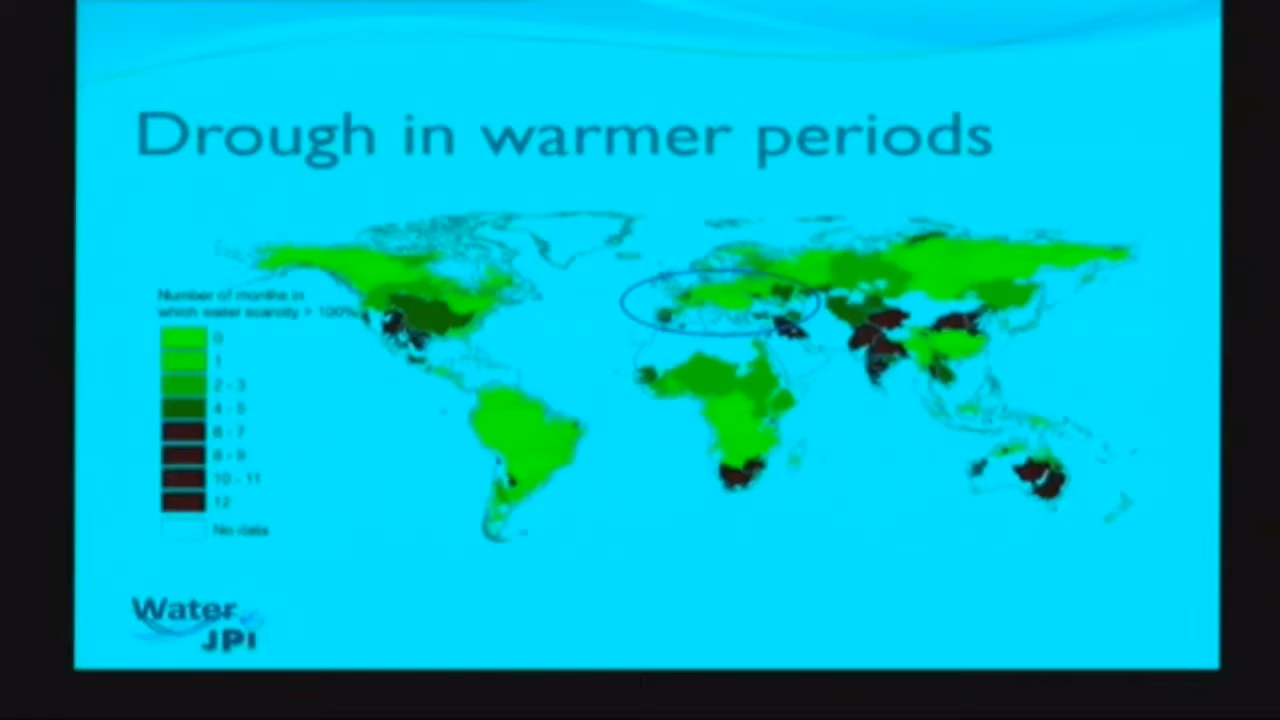 Drough in warmer periods
Number of months in
which water scarcity > 100%
0
1
2 - 3
4 - 5
6 - 7
8 - 9
10 - 11
12
No data
Water
JPI